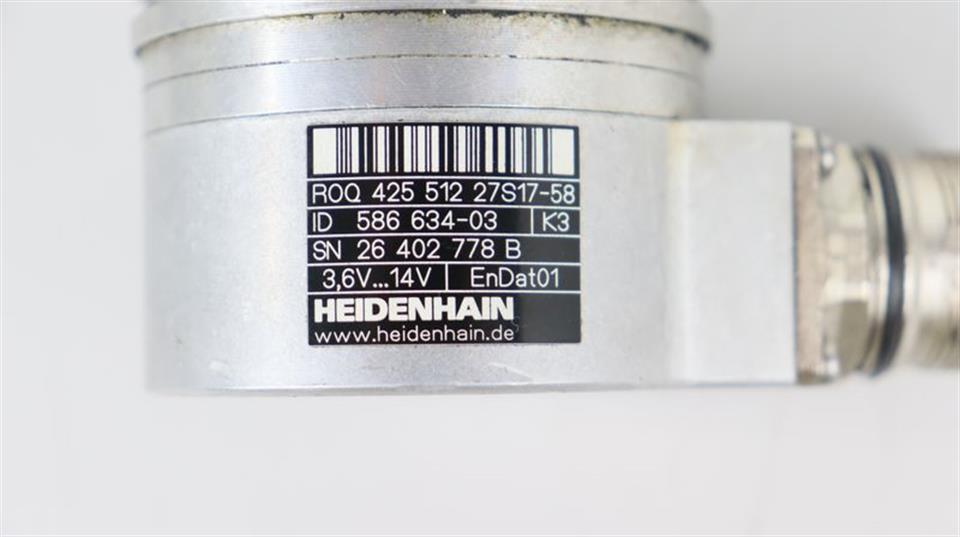 ROQ 425 512 27S17-58
ID 586 634-03 K3
SN 26 402 778 B
3,6V...14V EnDat01
HEIDENHAIN
www.heidenhain.de